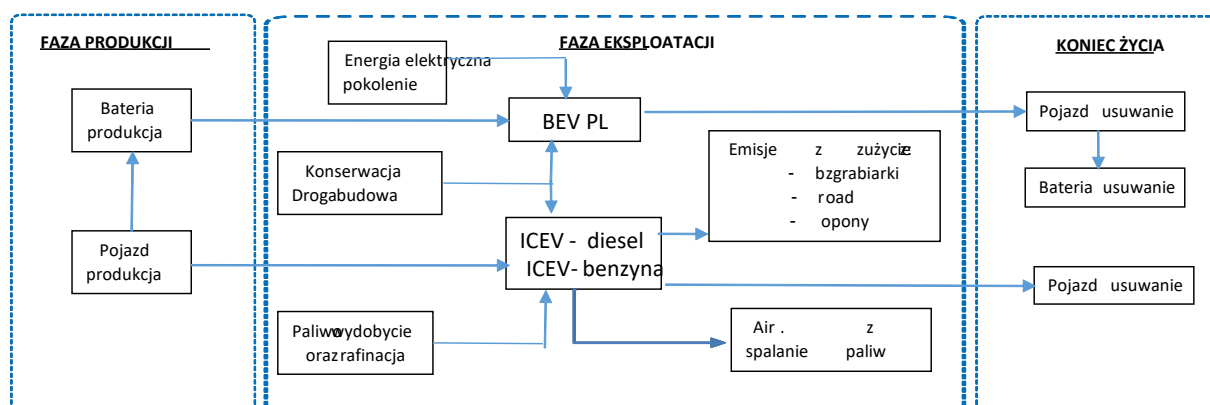 FAZA PRODUKCJI
Bateria
produkcja
Pojazd
produkcja
FAZA EKSPLOATACJI
Energia elektryczna
pokolenie
BEV PL
Konserwacja
Drogabudowa
Emisje z zużycie:
- bzgrabiarki
- road
- opony
ICEV - diesel
ICEV- benzyna
Paliwowydobycie
orazrafinacja
Air . z
spalanie paliw
KONIEC ŻYCIA
Pojazd usuwanie
Bateria usuwanie
Pojazd usuwanie